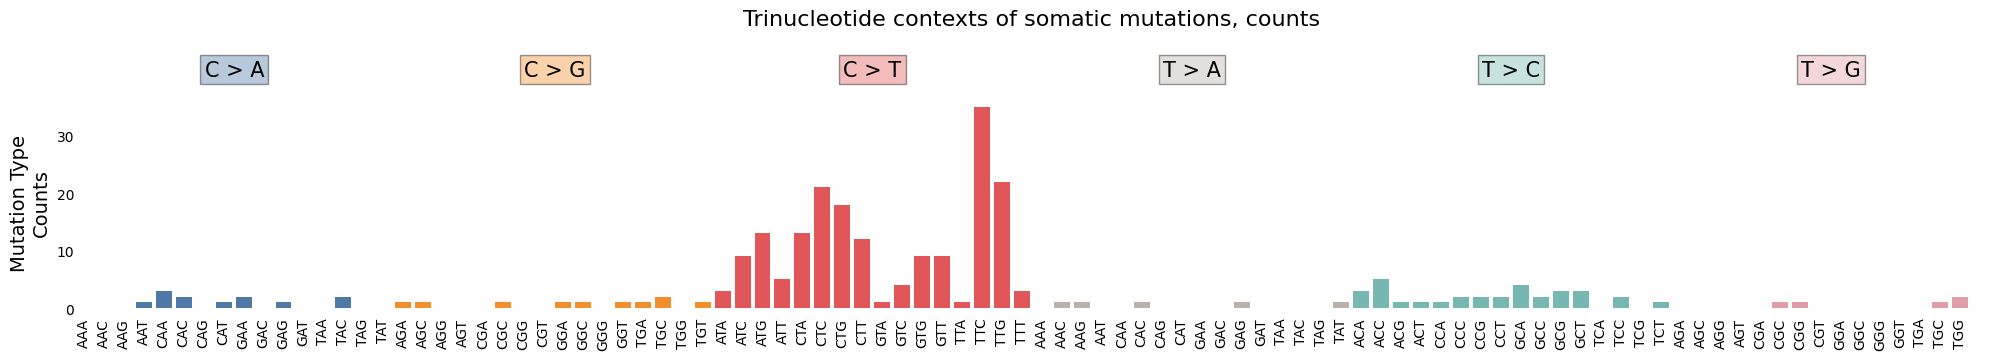 Trinucleotide contexts of somatic mutations, counts
C > A
C > G
C > T
T > A
T > C
T > G
Mutation Type
Counts
30
20
10
0
AAA AAC AAG AAT CAA CAC CAG CAT GAA GAC GAG GAT TAA TAC TAG TAT AGA AGC AGG AGT CGA CGC CGG CGT GGA GGC GGG GGT TGA TGC TGG TGT ATA ATC ATG ATT CTA CTC CTG CTT GTA GTC GTG GTT TTA TTC TTG TTT AAA AAC AAG AAT CAA CAC CAG CAT GAA GAC GAG GAT TAA TAC TAG TAT ACA ACC ACG ACT CCA CCC CCG CCT GCA GCC GCG GCT TCA TCC TCG TCT AGA AGC AGG AGT CGA CGC CGG CGT GGA GGC GGG GGT TGA TGC TGG